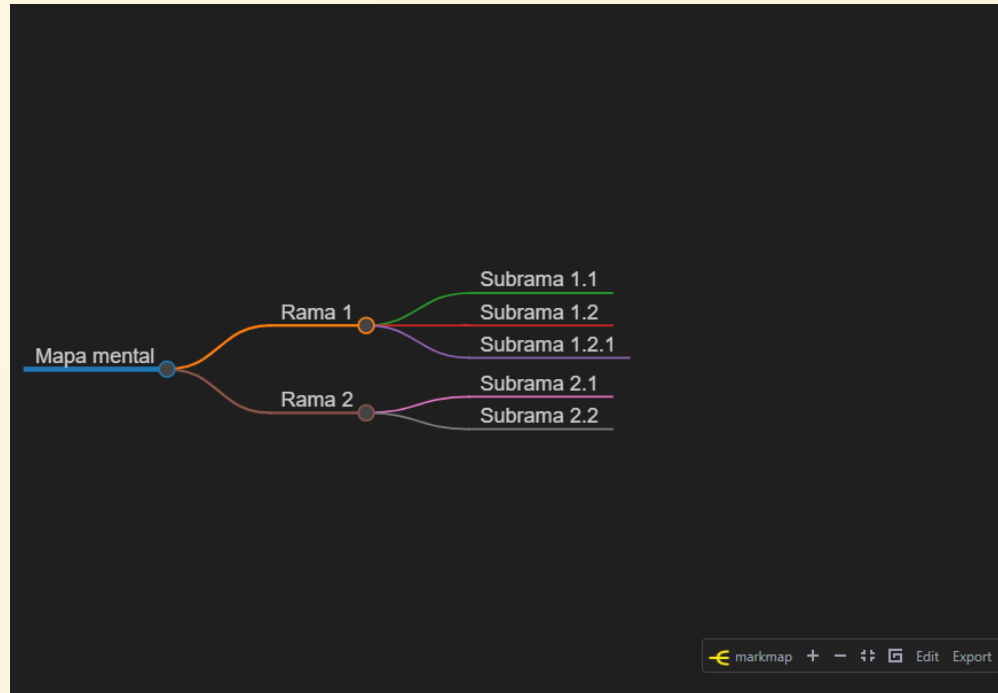 Mapa mental
Rama 1
Subrama 1.1
Subrama 1.2
Subrama 1.2.1
Rama 2
Subrama 2.1
Subrama 2.2
markmap Edit Export